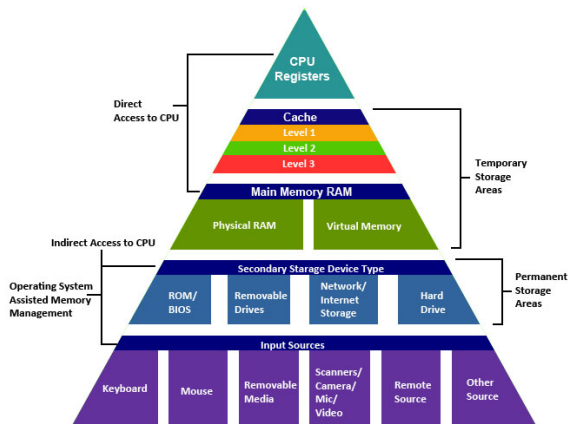 CPU
Registers
Direct
Access to CPU
Cache
Level 1
Level 2
Level 3
Temporary
Storage
Areas
Main Memory RAM
Physical RAM
Virtual Memory
Indirect Access to CPU
Operating System
Assisted Memory
Management
Secondary Starage Device Type
ROM/
BIOS
Removable
Drives
Network/
Internet
Storage
Hard
Drive
Permanent
Storage
Areas
Input Sources
Keyboard
Mouse
Removable
Media
Scanners/
Camera/
Mic/
Video
Remote
Source
Other
Source